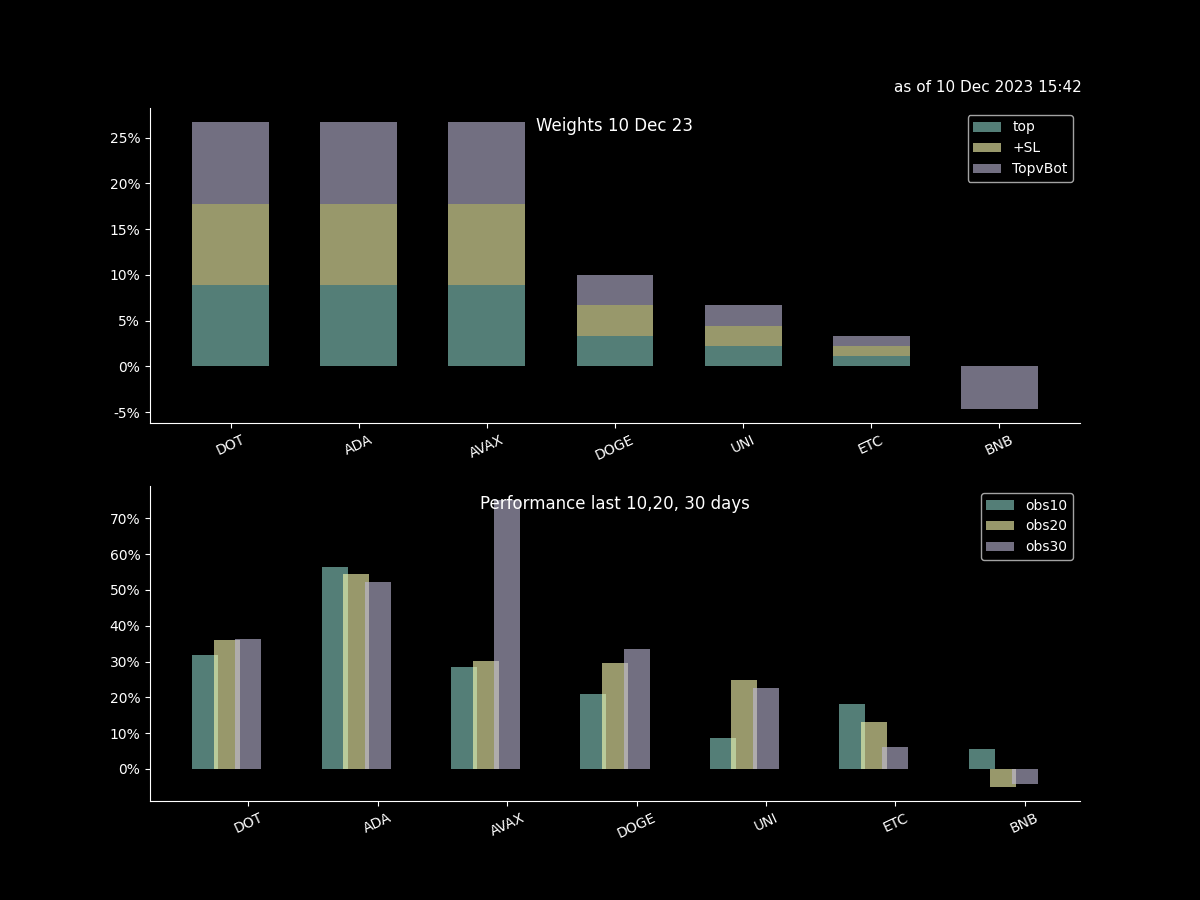 as of 10 Dec 2023 15:42
Weights 10 Dec 23
top
+SL
TopvBot
25%
20%
15%
10%
5%
0%
-5%
DOT ADA AVAX DOGE UNI ETC BNB
Performance last 10,20, 30 days
obs10
obs20
obs30
70%
60%
50%
40%
30%
20%
10%
0%
DOT ADA AVAX DOGE UNI ETC BNB